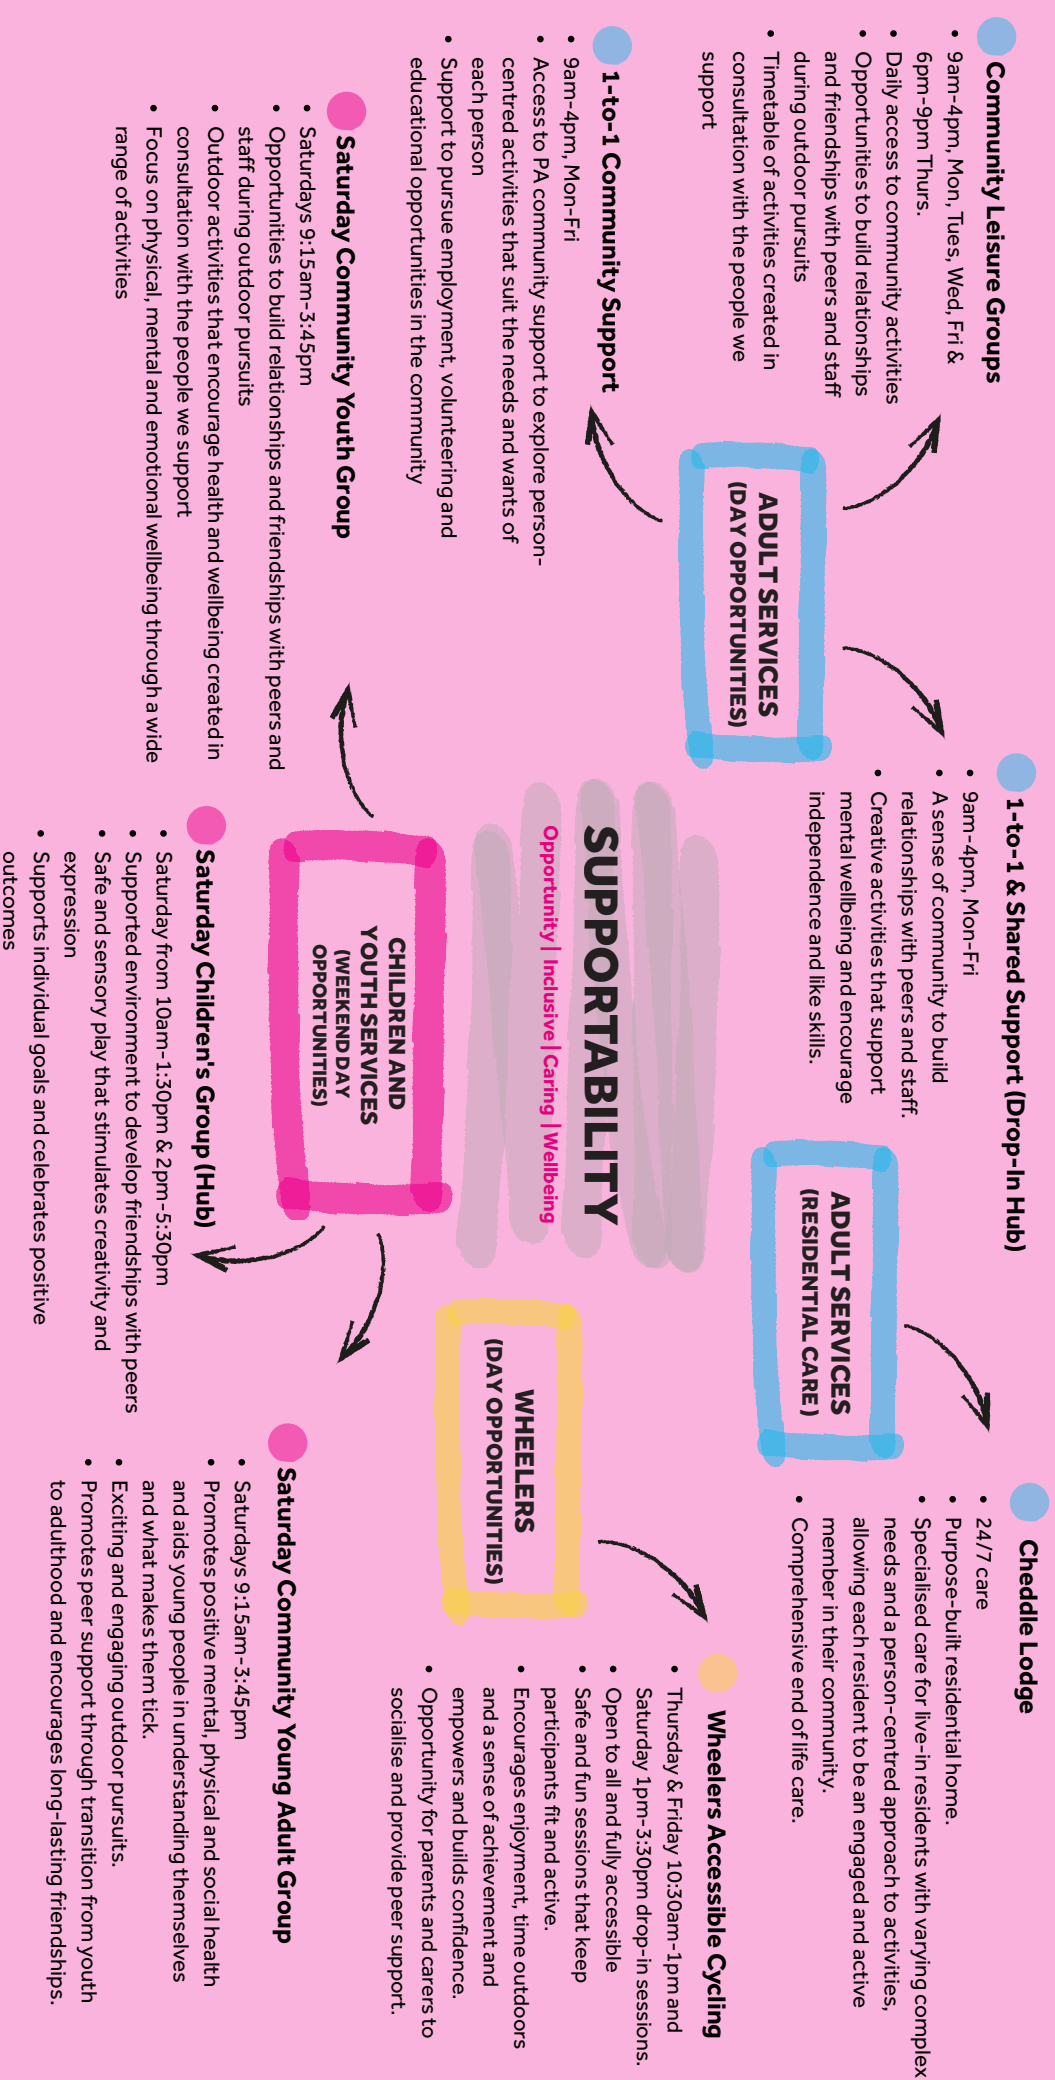 Community Leisure Groups
• 9am-4pm, Mon, Tues, Wed, Fri &
6pm-9pm Thurs.
• Daily access to community activities
• Opportunities to build relationships
and friendships with peers and staff
during outdoor pursuits
• Timetable of activities created in
consultation with the people we
support
1-to-1 Community Support
• 9am-4pm, Mon-Fri
• Access to PA community support to explore person-
centred activities that suit the needs and wants of
each person
• Support to pursue employment, volunteering and
educational opportunities in the community
ADULT SERVICES
(DAY OPPORTUNITIES)
1-to-1 & Shared Support (Drop-In Hub)
• 9am-4pm, Mon-Fri
• A sense of community to build
relationships with peers and staff.
• Creative activities that support
mental wellbeing and encourage
independence and like skills.
ADULT SERVICES
(RESIDENTIAL CARE )
Cheddle Lodge
• 24/7 care
• Purpose-built residential home.
• Specialised care for live-in residents with varying complex
needs and a person-centred approach to activities,
allowing each resident to be an engaged and active
member in their community.
• Comprehensive end of life care.
SUPPORTABILITY
Opportunity | Inclusive | Caring | Wellbeing
WHEELERS
(DAY OPPORTUNITIES)
Wheelers Accessible Cycling
• Thursday & Friday 10:30am-1pm and
Saturday 1pm-3:30pm drop-in sessions.
• Open to all and fully accessible
• Safe and fun sessions that keep
participants fit and active.
• Encourages enjoyment, time outdoors
and a sense of achievement and
empowers and builds confidence.
• Opportunity for parents and carers to
socialise and provide peer support.
CHILDREN AND
YOUTH SERVICES
(WEEKEND DAY
OPPORTUNITIES)
Saturday Community Youth Group
• Saturdays 9:15am-3:45pm
• Opportunities to build relationships and friendships with peers and
staff during outdoor pursuits
• Outdoor activities that encourage health and wellbeing created in
consultation with the people we support
• Focus on physical, mental and emotional wellbeing through a wide
range of activities
Saturday Children's Group (Hub)
• Saturday from 10am-1:30pm & 2pm-5:30pm
• Supported environment to develop friendships with peers
• Safe and sensory play that stimulates creativity and
expression
• Supports individual goals and celebrates positive
outcomes
Saturday Community Young Adult Group
• Saturdays 9:15am-3:45pm
• Promotes positive mental, physical and social health
and aids young people in understanding themselves
and what makes them tick.
• Exciting and engaging outdoor pursuits.
• Promotes peer support through transition from youth
to adulthood and encourages long-lasting friendships.